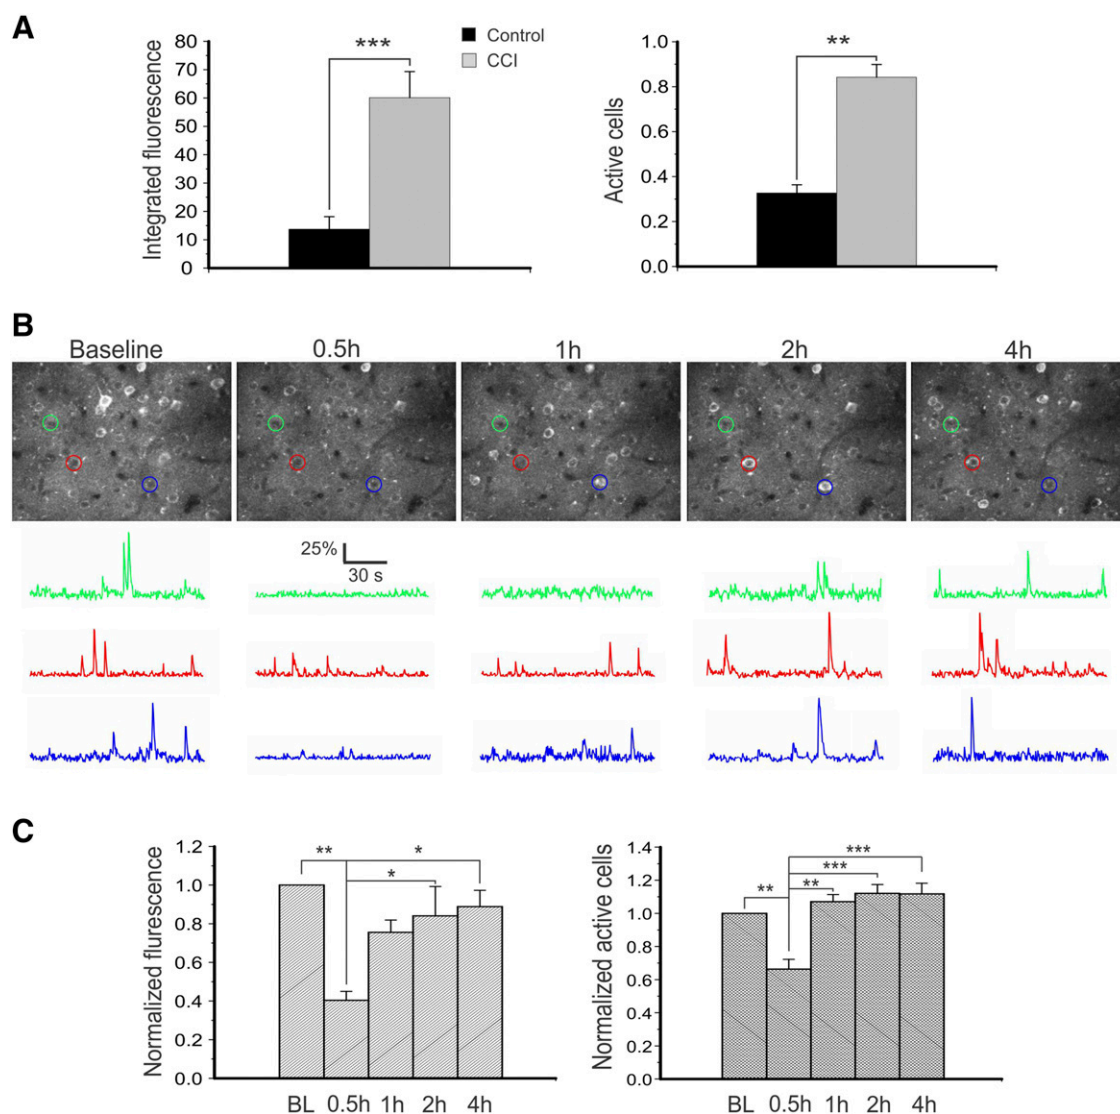 A
Integrated fluorescence
80
70
60
50
40
30
20
10
0
***
Control
CCI
Active cells
1.0
0.8
0.6
0.4
0.2
0.0
**
B
Baseline
0.5h
1h
2h
4h
25%
30 s
C
Normalized flurescence
1.2
1.0
0.8
0.6
0.4
0.2
0.0
**
*
*
BL 0.5h 1h 2h 4h
Normalized active cells
1.4
1.2
1.0
0.8
0.6
0.4
0.2
0.0
***
***
**
**
BL 0.5h 1h 2h 4h